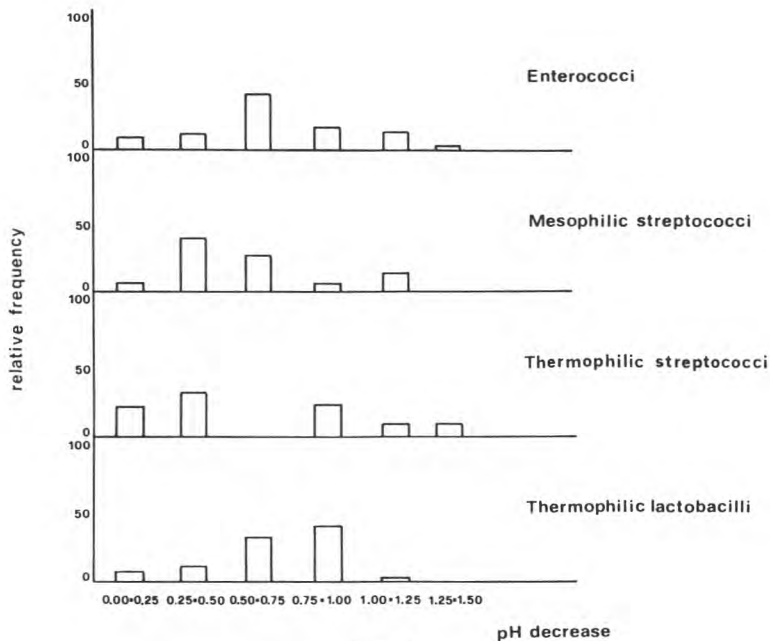 100
50
Enterococci
0
100
relative frequency
50
Mesophilic streptococci
0
100
50
Thermophilic streptococci
0
100
50
Thermophilic lactobacilli
0
0.00•0.25 0.25•0.50 0.50•0.75 0.75•1.00 1.00•1.25 1.25•1.50
pH decrease